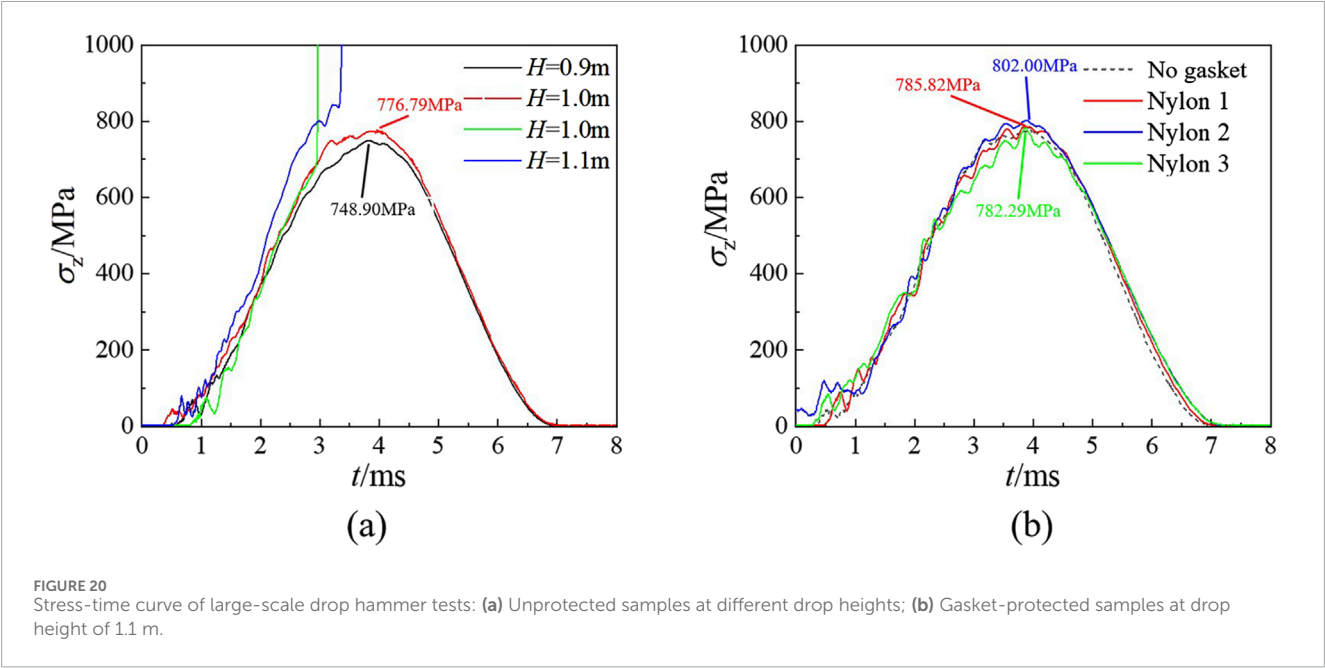 1000
800
600
400
200
0
σz/MPa
0 1 2 3 4 5 6 7 8
t/ms
H=0.9m
H=1.0m
H=1.0m
H=1.1m
776.79MPa
748.90MPa
(a)
1000
800
600
400
200
0
σz/MPa
0 1 2 3 4 5 6 7 8
t/ms
802.00MPa
785.82MPa
782.29MPa
No gasket
Nylon 1
Nylon 2
Nylon 3
(b)
FIGURE 20
Stress-time curve of large-scale drop hammer tests: (a) Unprotected samples at different drop heights; (b) Gasket-protected samples at drop
height of 1.1 m.